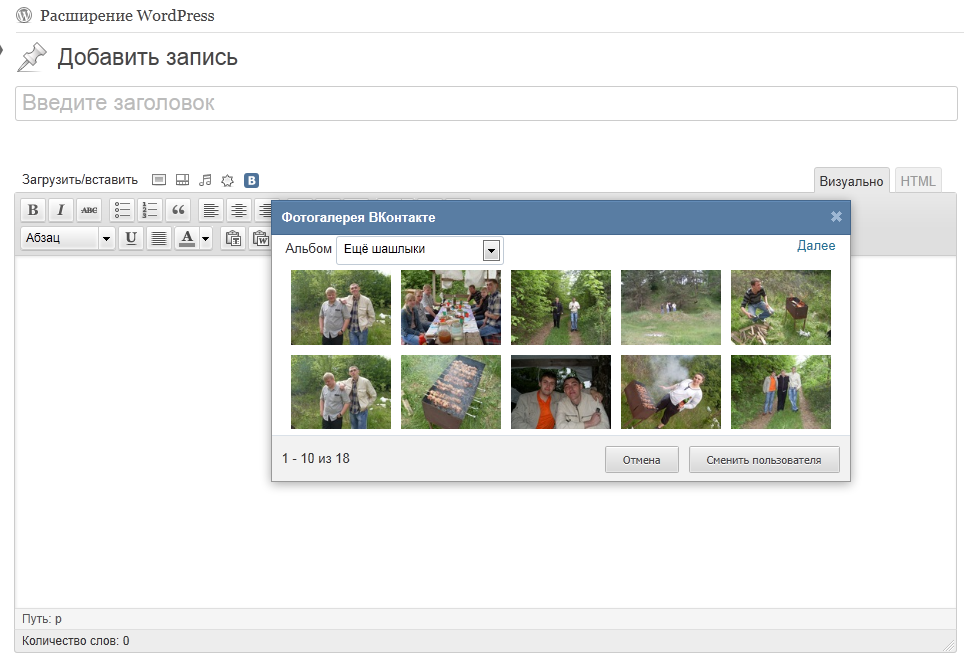 Расширение WordPress
Добавить запись
Введите заголовок
Загрузить/вставить
B
Визуально
HTML
B I ABC
Фотогалерея ВКонтакте
Абзац
U
A
Альбом
Ещё шашлыки
Далее
1 - 10 из 18
Отмена
Сменить пользователя
Путь: p
Количество слов: 0